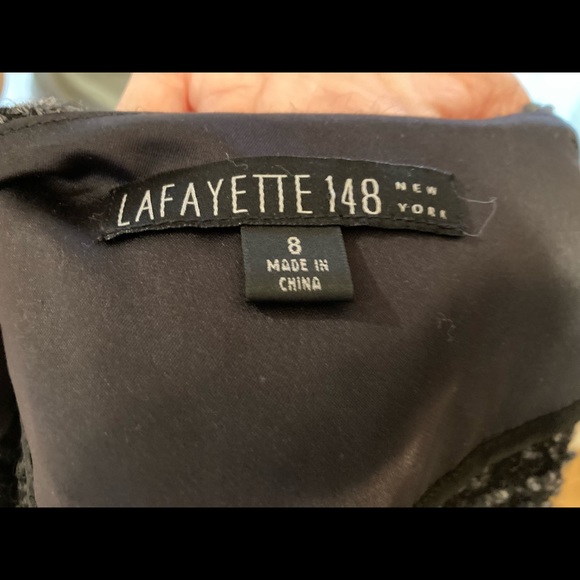 LAFAYETTE 148 NEW YORK
8
MADE IN
CHINA